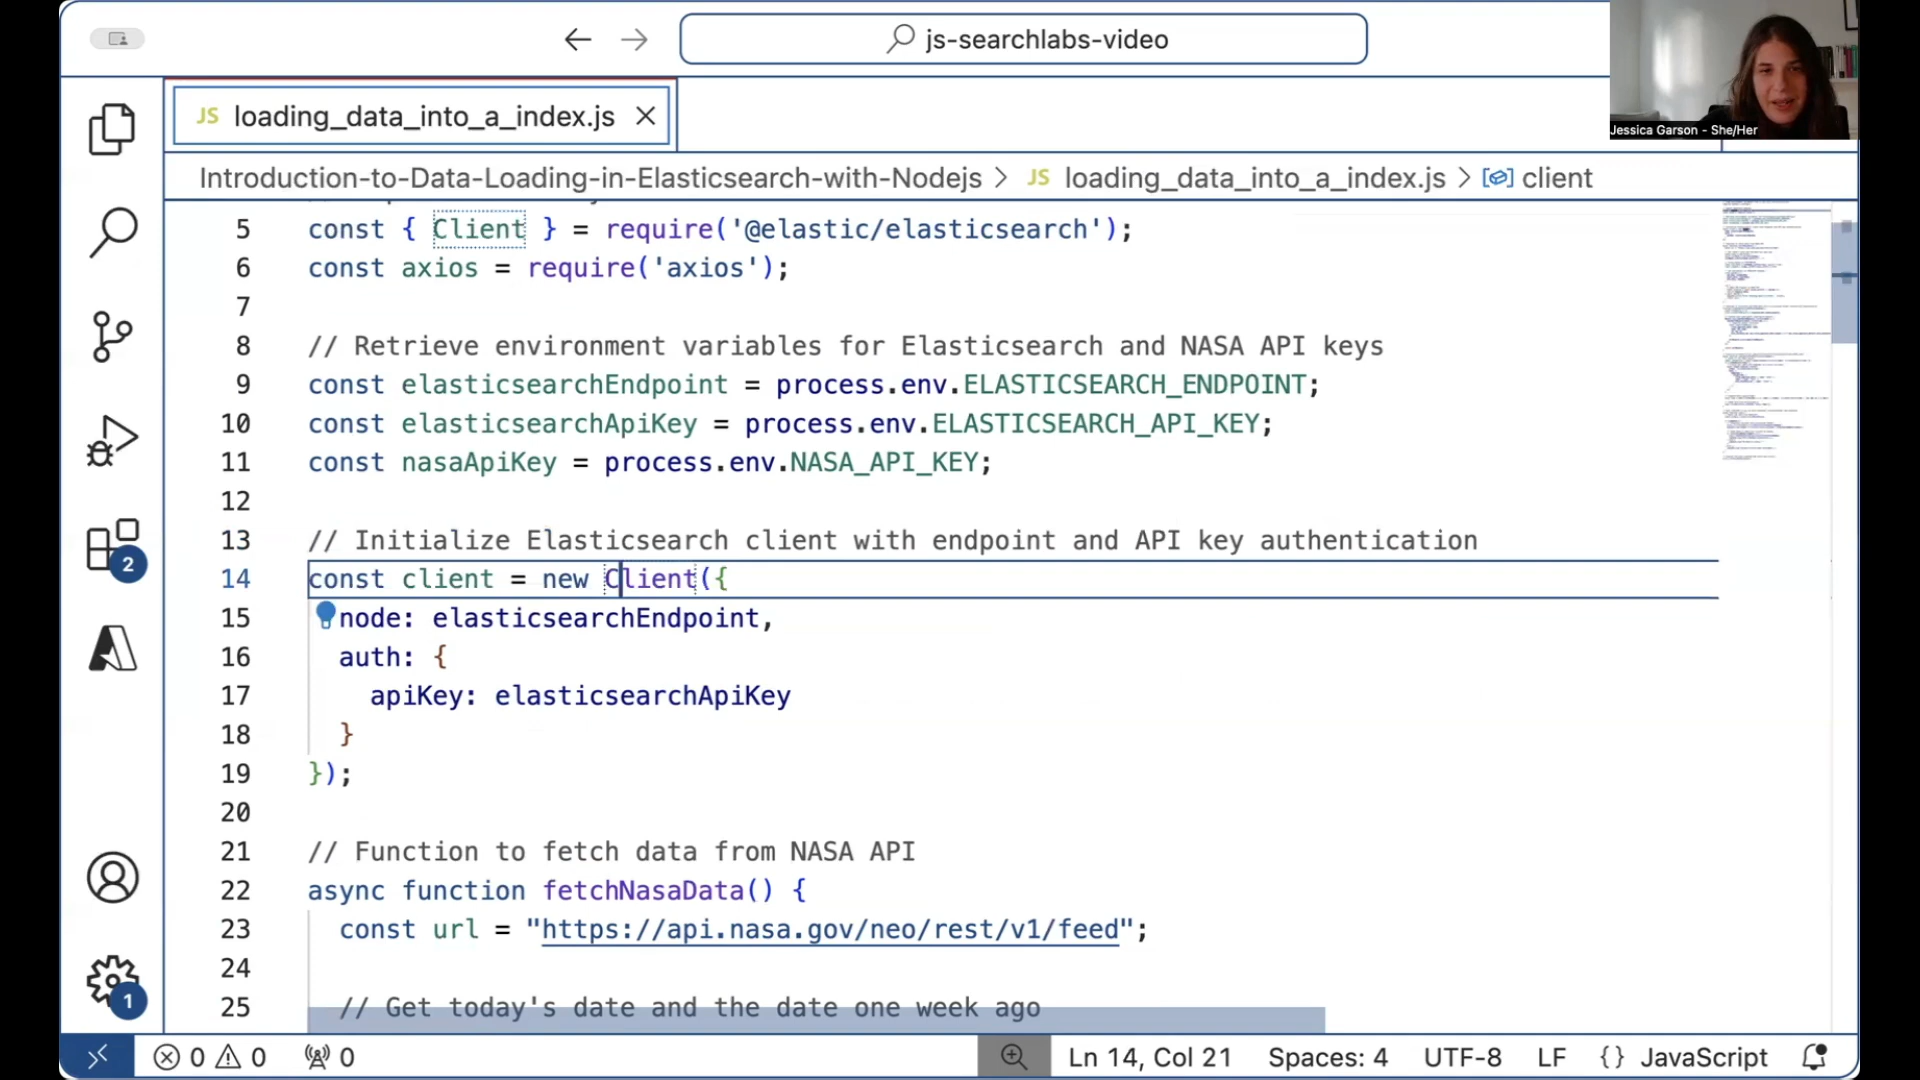 js-searchlabs-video
Jessica Garson - She/Her
JS loading_data_into_a_index.js
Introduction-to-Data-Loading-in-Elasticsearch-with-Nodejs > JS loading_data_into_a_index.js > client
5 const { Client } = require('@elastic/elasticsearch');
6 const axios = require('axios');
7
8 // Retrieve environment variables for Elasticsearch and NASA API keys
9 const elasticsearchEndpoint = process.env.ELASTICSEARCH_ENDPOINT;
10 const elasticsearchApiKey = process.env.ELASTICSEARCH_API_KEY;
11 const nasaApiKey = process.env.NASA_API_KEY;
12
13 // Initialize Elasticsearch client with endpoint and API key authentication
14 const client = new Client({
15 node: elasticsearchEndpoint,
16 auth: {
17 apiKey: elasticsearchApiKey
18 }
19 });
20
21 // Function to fetch data from NASA API
22 async function fetchNasaData() {
23 const url = "https://api.nasa.gov/neo/rest/v1/feed";
24
25 // Get today's date and the date one week ago
2
1
0 0 0 Ln 14, Col 21 Spaces: 4 UTF-8 LF {} JavaScript